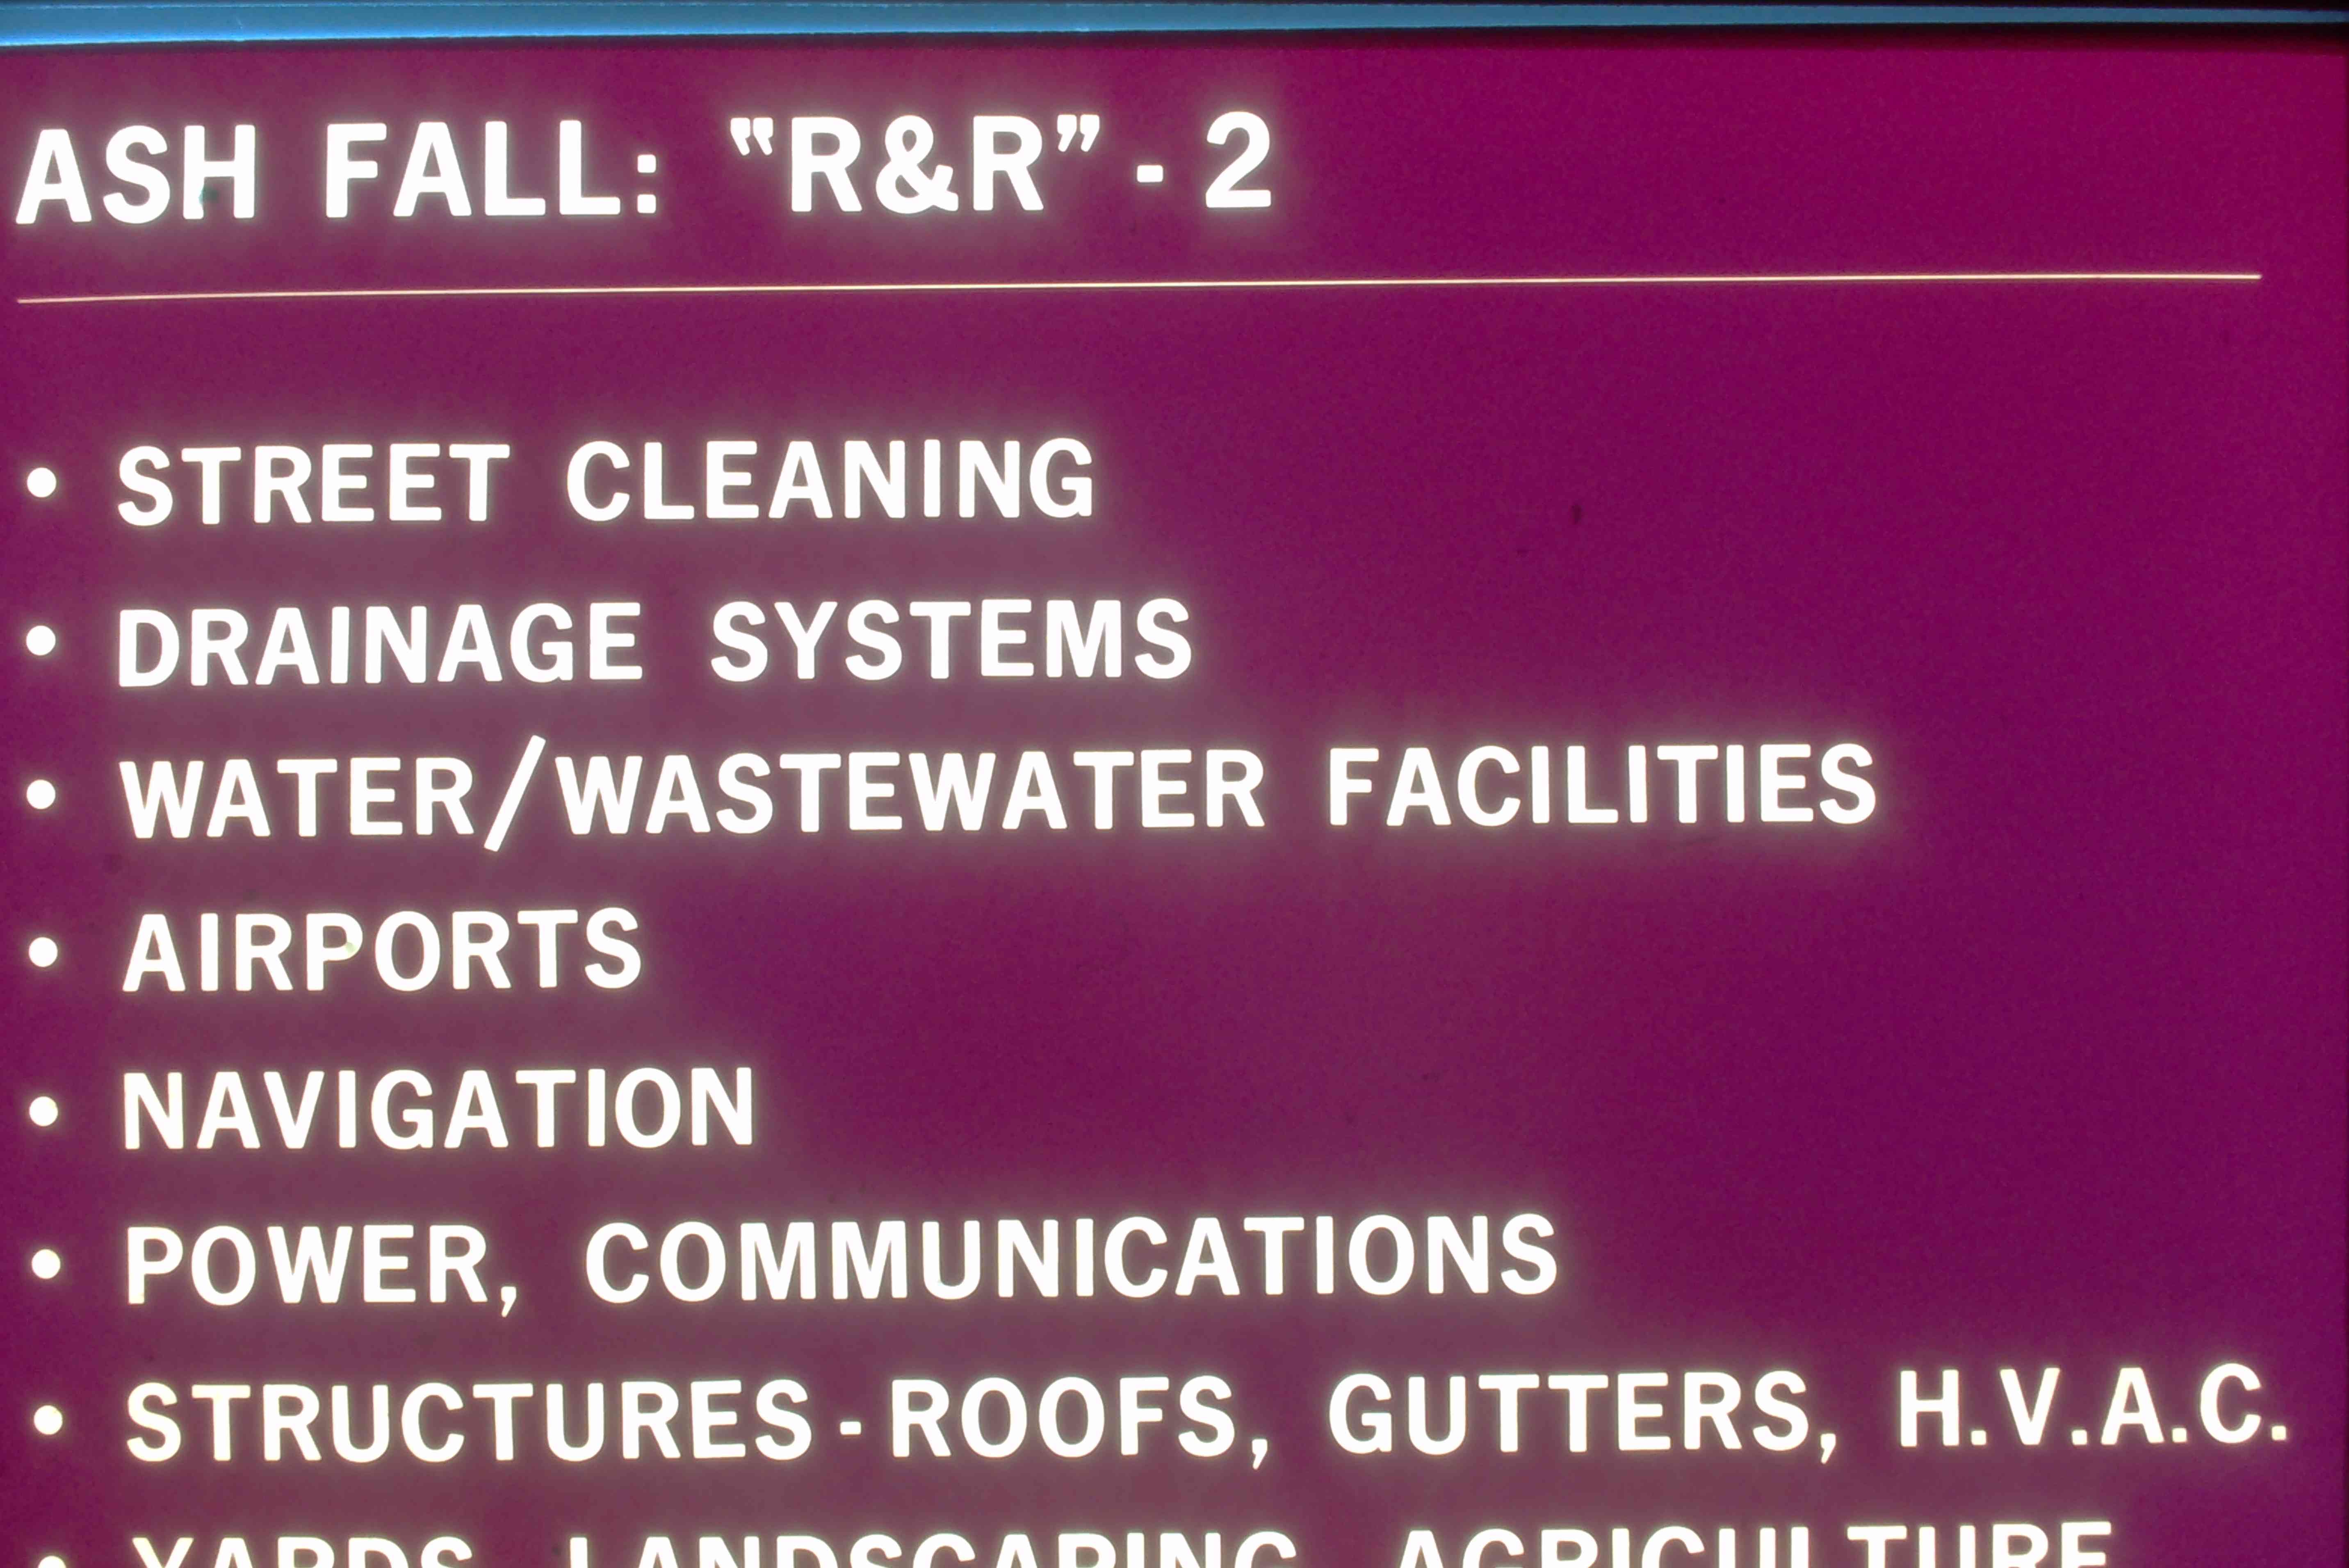 ASH FALL: "R&R" - 2
• STREET CLEANING
• DRAINAGE SYSTEMS
• WATER/WASTEWATER FACILITIES
• AIRPORTS
• NAVIGATION
• POWER, COMMUNICATIONS
• STRUCTURES - ROOFS, GUTTERS, H.V.A.C.
• YARDS, LANDSCAPING, AGRICULTURE